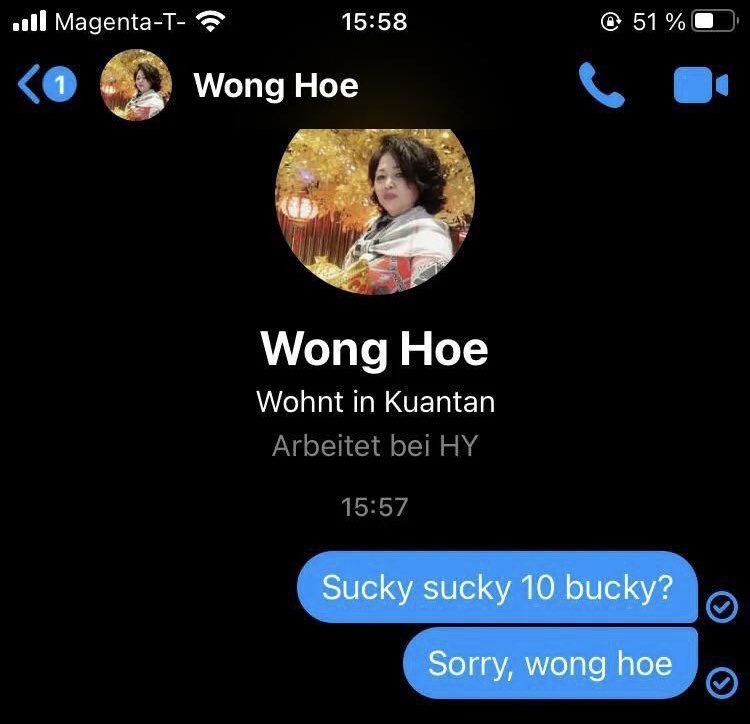 Magenta-T- 15:58 51 %
1 Wong Hoe
Wong Hoe
Wohnt in Kuantan
Arbeitet bei HY
15:57
Sucky sucky 10 bucky?
Sorry, wong hoe